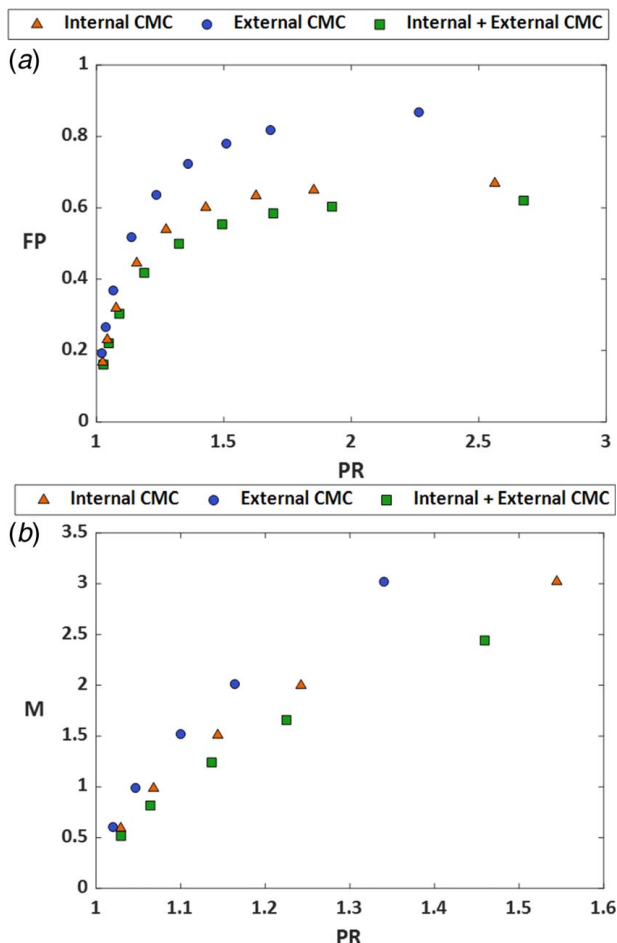 Internal CMC External CMC Internal + External CMC
(a)
1
0.8
0.6
FP
0.4
0.2
0
1 1.5 2 2.5 3
PR
Internal CMC External CMC Internal + External CMC
(b)
3.5
3
2.5
2
M
1.5
1
0.5
0
1 1.1 1.2 1.3 1.4 1.5 1.6
PR